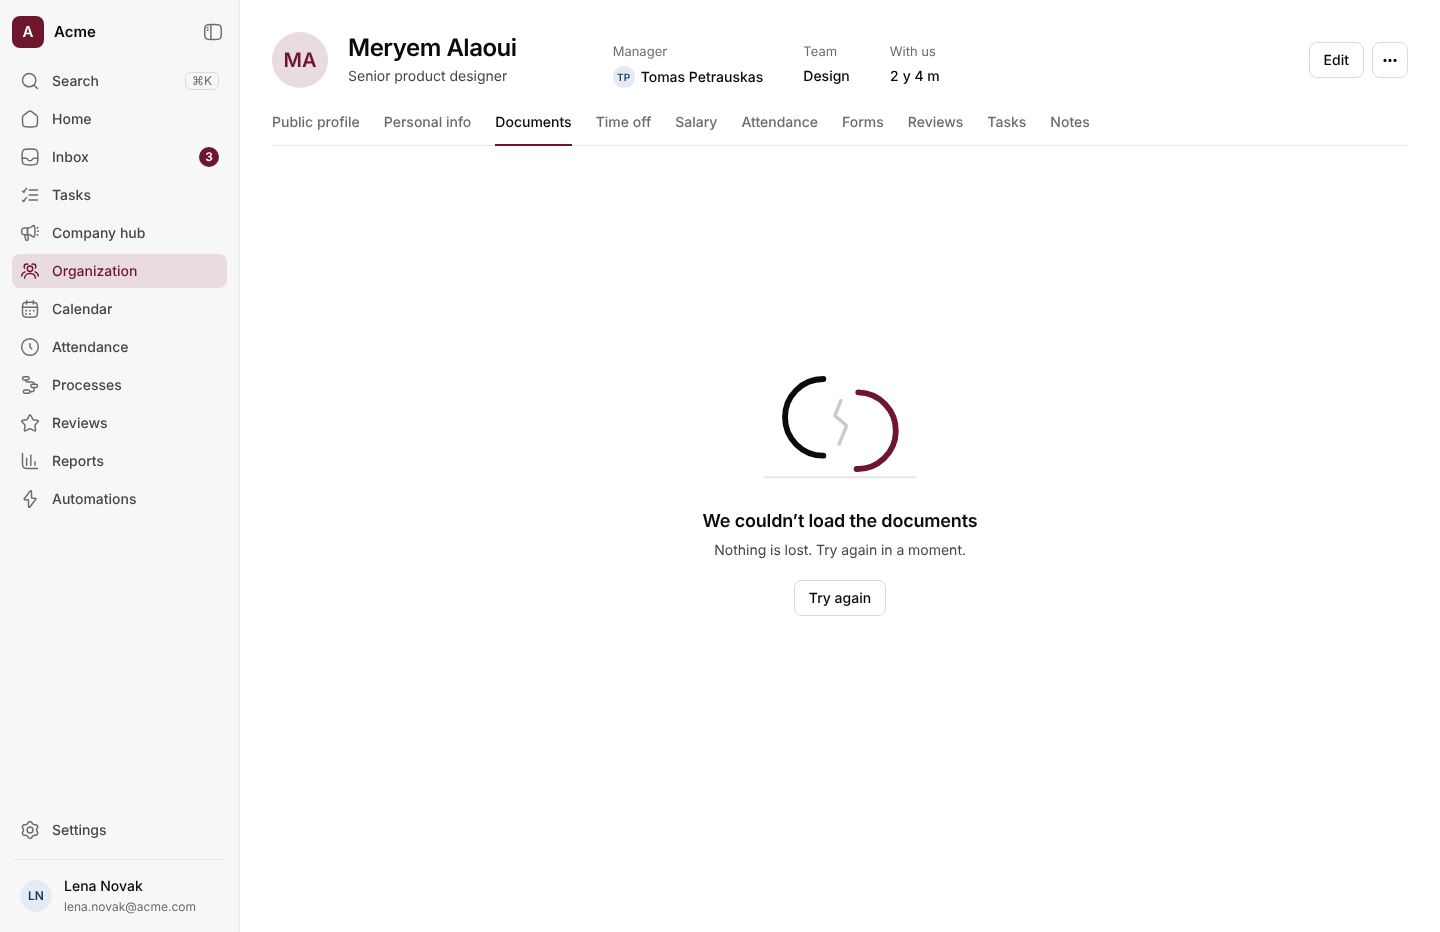 A Acme
Search ⌘K
Home
Inbox 3
Tasks
Company hub
Organization
Calendar
Attendance
Processes
Reviews
Reports
Automations
Settings
LN Lena Novak
lena.novak@acme.com
MA Meryem Alaoui
Senior product designer
Manager
TP Tomas Petrauskas
Team
Design
With us
2 y 4 m
Edit
Public profile Personal info Documents Time off Salary Attendance Forms Reviews Tasks Notes
We couldn’t load the documents
Nothing is lost. Try again in a moment.
Try again